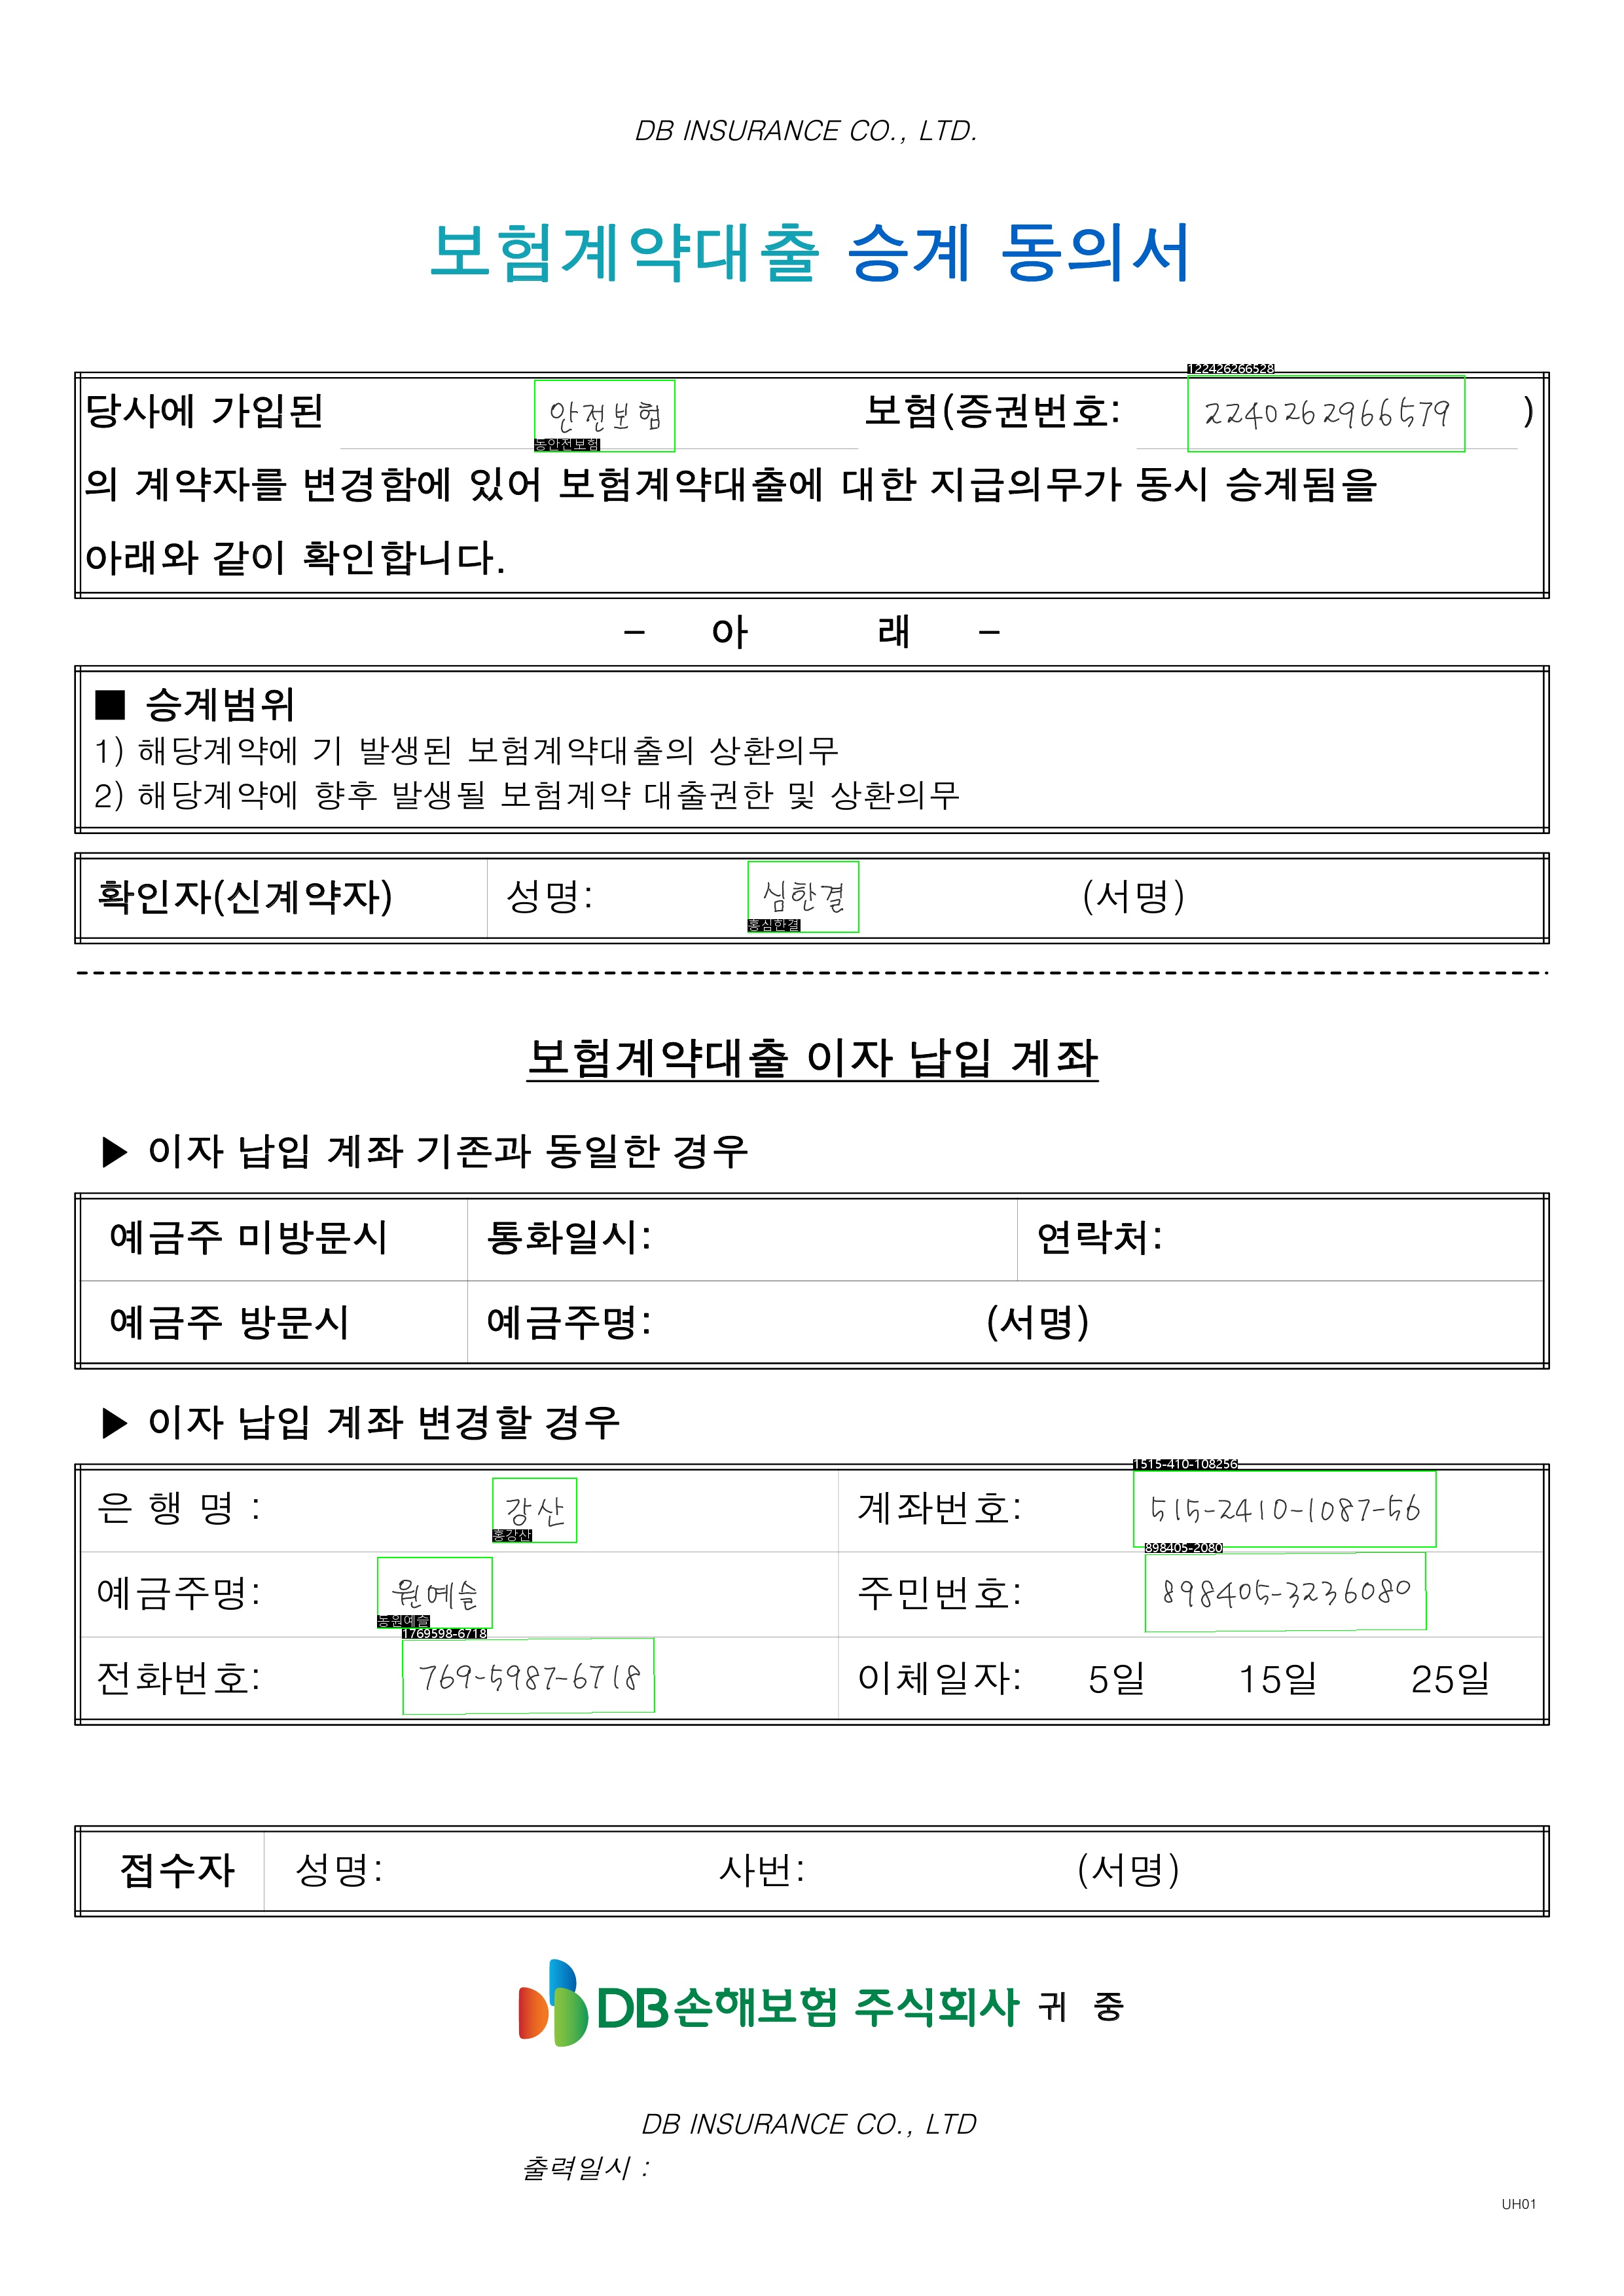 DB INSURANCE CO., LTD.
보험계약대출 승계 동의서
122426266528
당사에 가입된 안전보험 보험(증권번호: 2240262966579 )
동안전보험
의 계약자를 변경함에 있어 보험계약대출에 대한 지급의무가 동시 승계됨을
아래와 같이 확인합니다.
– 아 래 –
■ 승계범위
1) 해당계약에 기 발생된 보험계약대출의 상환의무
2) 해당계약에 향후 발생될 보험계약 대출권한 및 상환의무
확인자(신계약자) 성명: 심한결 (서명)
홍심한결
보험계약대출 이자 납입 계좌
▶ 이자 납입 계좌 기존과 동일한 경우
예금주 미방문시 통화일시: 연락처:
예금주 방문시 예금주명: (서명)
▶ 이자 납입 계좌 변경할 경우
1515-410-108256
은 행 명 : 강산 계좌번호: 515-2410-1087-56
홍강산
898405-2080
예금주명: 원예슬 주민번호: 898405-3236080
동원예슬
1769598-6718
전화번호: 769-5987-6718 이체일자: 5일 15일 25일
접수자 성명: 사번: (서명)
DB손해보험 주식회사 귀 중
DB INSURANCE CO., LTD
출력일시 :
UH01